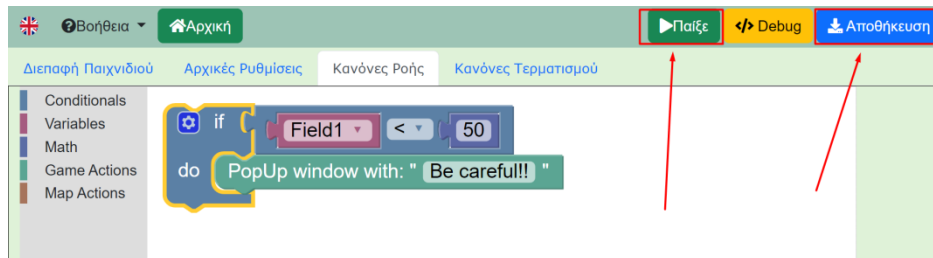 Βοήθεια Αρχική Παίξε </> Debug Αποθήκευση
Διεπαφή Παιχνιδιού Αρχικές Ρυθμίσεις Κανόνες Ροής Κανόνες Τερματισμού
Conditionals
Variables
Math
Game Actions
Map Actions
if Field1 < 50
do PopUp window with: " Be careful!! "